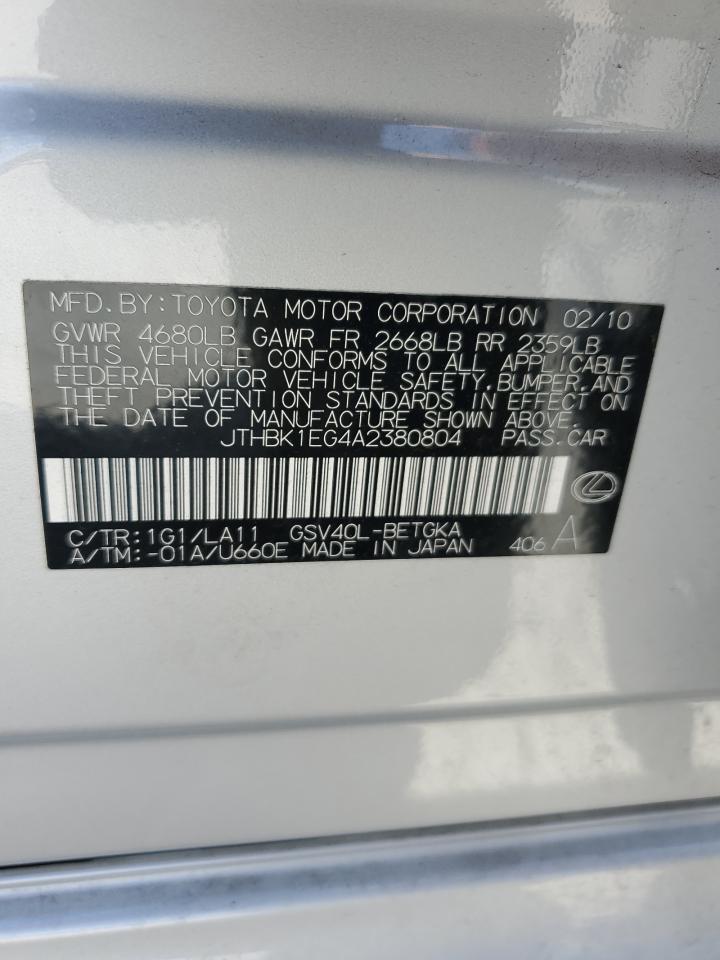 MFD.BY:TOYOTA MOTOR CORPORATION 02/10
GVWR 4680LB GAWR FR 2668LB RR 2359LB
THIS VEHICLE CONFORMS TO ALL APPLICABLE
FEDERAL MOTOR VEHICLE SAFETY,BUMPER,AND
THEFT PREVENTION STANDARDS IN EFFECT ON
THE DATE OF MANUFACTURE SHOWN ABOVE.
JTHBK1EG4A2380804 PASS.CAR
C/TR:1G1/LA11 GSV40L-BETGKA
A/TM:-01A/U660E MADE IN JAPAN 406 A